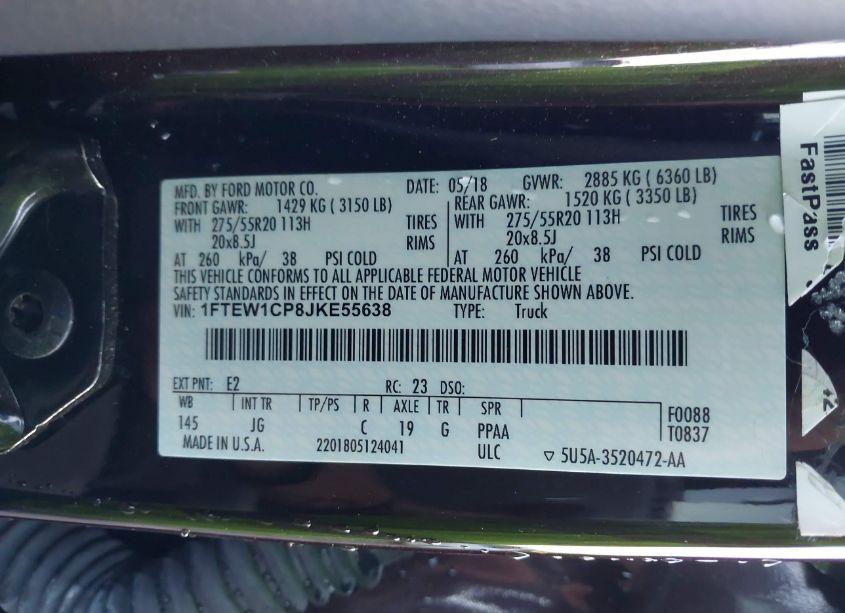 MFD. BY FORD MOTOR CO. DATE: 05/18 GVWR: 2885 KG ( 6360 LB)
FRONT GAWR: 1429 KG ( 3150 LB) REAR GAWR: 1520 KG ( 3350 LB)
WITH 275/55R20 113H TIRES WITH 275/55R20 113H TIRES
20x8.5J RIMS 20x8.5J RIMS
AT 260 kPa/ 38 PSI COLD AT 260 kPa/ 38 PSI COLD
THIS VEHICLE CONFORMS TO ALL APPLICABLE FEDERAL MOTOR VEHICLE
SAFETY STANDARDS IN EFFECT ON THE DATE OF MANUFACTURE SHOWN ABOVE.
VIN: 1FTEW1CP8JKE55638 TYPE: Truck
EXT PNT: E2 RC: 23 DSO:
WB INT TR TP/PS R AXLE TR SPR F0088
145 JG C 19 G PPAA T0837
MADE IN U.S.A. 2201805124041 ULC ▽ 5U5A-3520472-AA
FastPass